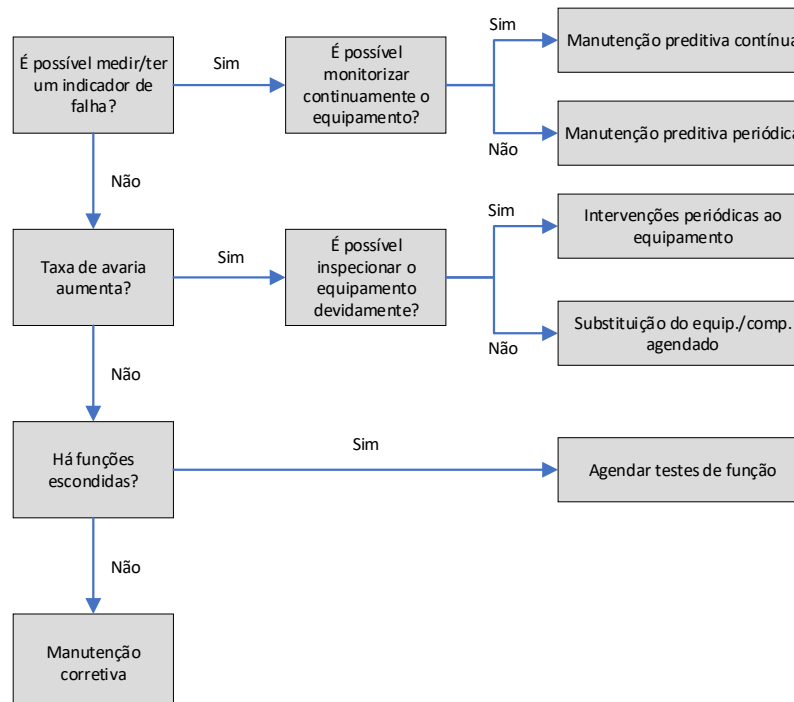 É possível medir/ter
um indicador de
falha?
Sim
É possível
monitorizar
continuamente o
equipamento?
Sim
Manutenção preditiva contínua
Não
Manutenção preditiva periódica
Não
Taxa de avaria
aumenta?
Sim
É possível
inspecionar o
equipamento
devidamente?
Sim
Intervenções periódicas ao
equipamento
Não
Substituição do equip./comp.
agendado
Não
Há funções
escondidas?
Sim
Agendar testes de função
Não
Manutenção
corretiva